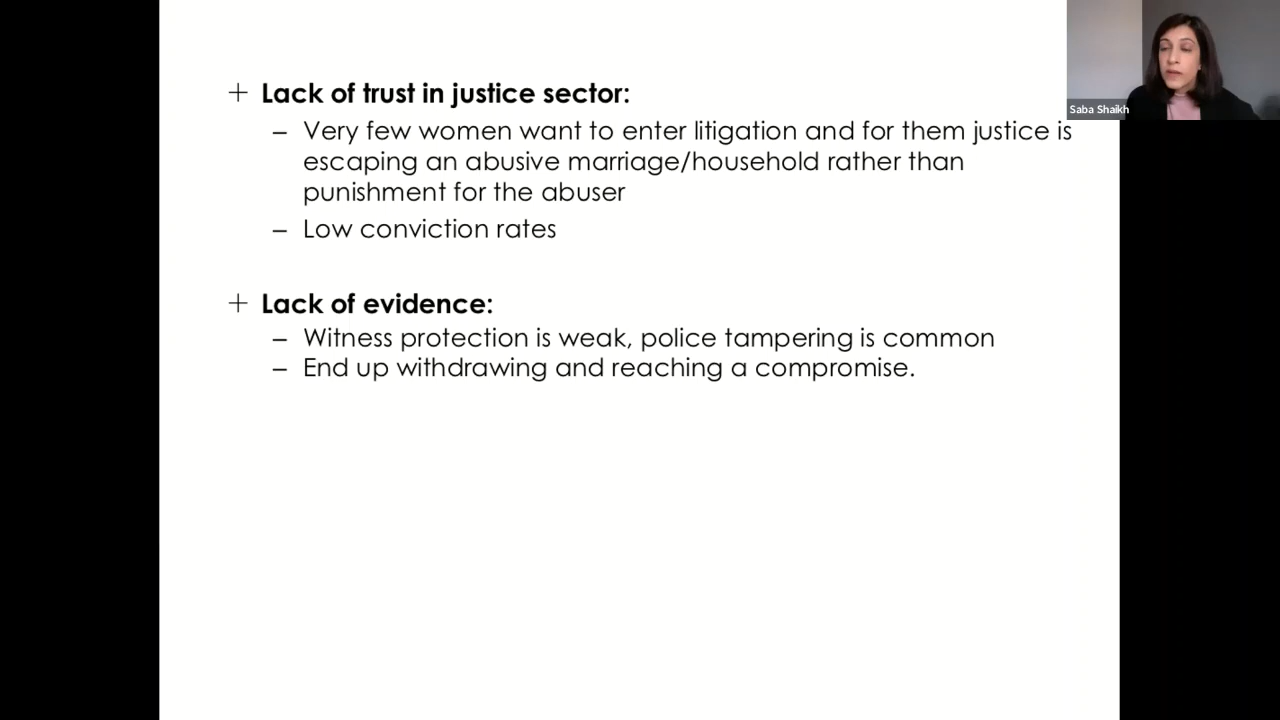 + Lack of trust in justice sector:
– Very few women want to enter litigation and for them justice is
escaping an abusive marriage/household rather than
punishment for the abuser
– Low conviction rates
+ Lack of evidence:
– Witness protection is weak, police tampering is common
– End up withdrawing and reaching a compromise.
Saba Shaikh